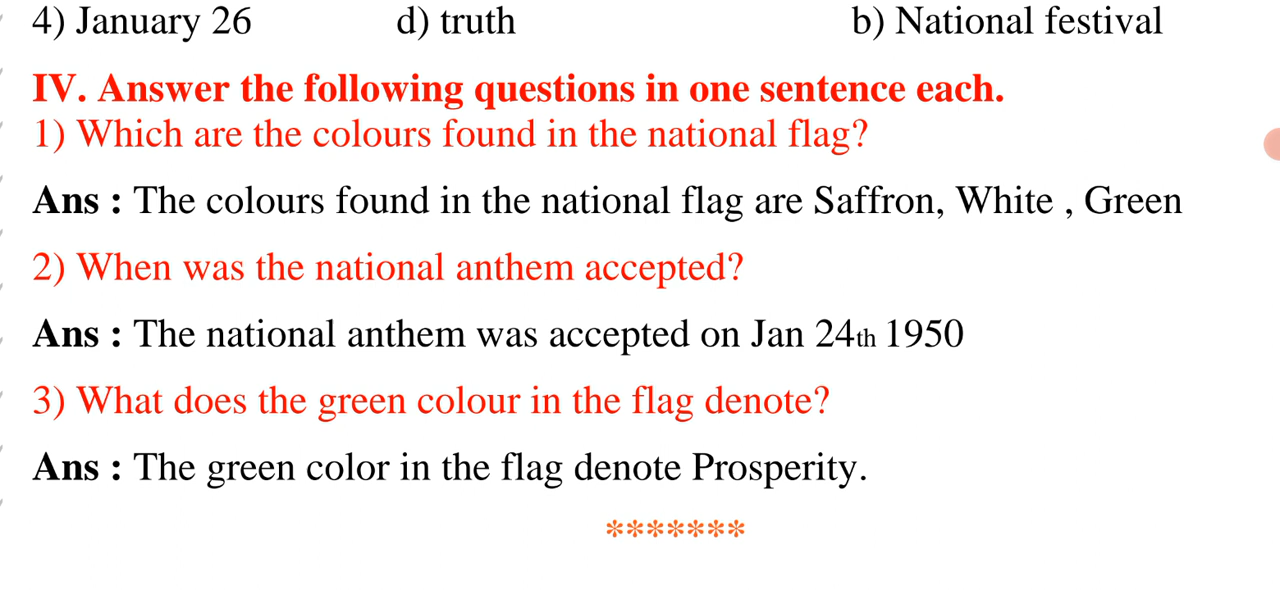 4) January 26 d) truth b) National festival
IV. Answer the following questions in one sentence each.
1) Which are the colours found in the national flag?
Ans : The colours found in the national flag are Saffron, White , Green
2) When was the national anthem accepted?
Ans : The national anthem was accepted on Jan 24th 1950
3) What does the green colour in the flag denote?
Ans : The green color in the flag denote Prosperity.
*******